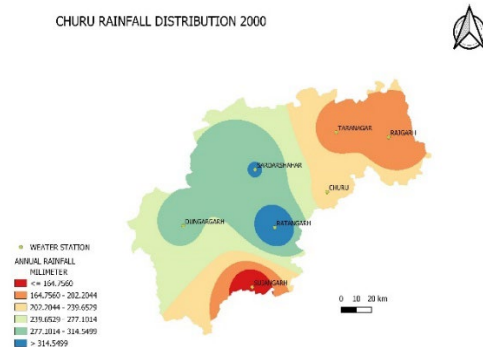 CHURU RAINFALL DISTRIBUTION 2000
TARANAGAR
RAJGARH
SARDARSHAHAR
CHURU
DUNGARGARH
RATANGARH
SUJANGARH
WEATER STATION
ANNUAL RAINFALL
MILIMETER
<= 164.7560
164.7560 - 202.2044
202.2044 - 239.6529
239.6529 - 277.1014
277.1014 - 314.5499
> 314.5499
0 10 20 km